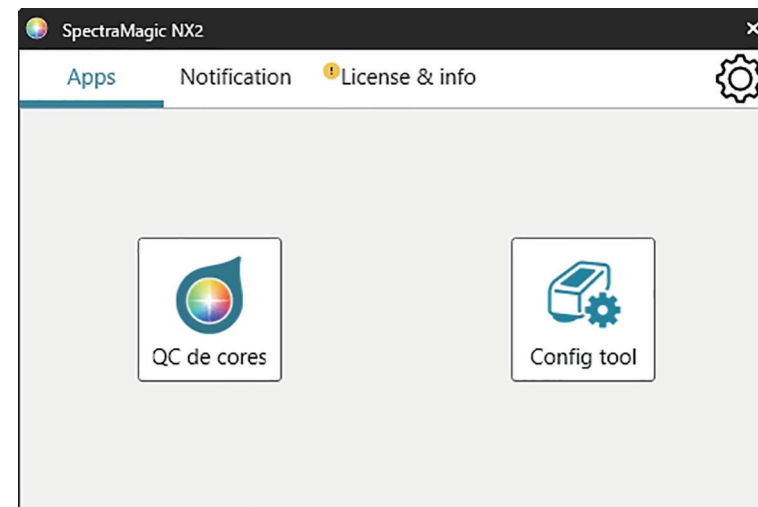 SpectraMagic NX2
Apps Notification License & info
QC de cores Config tool